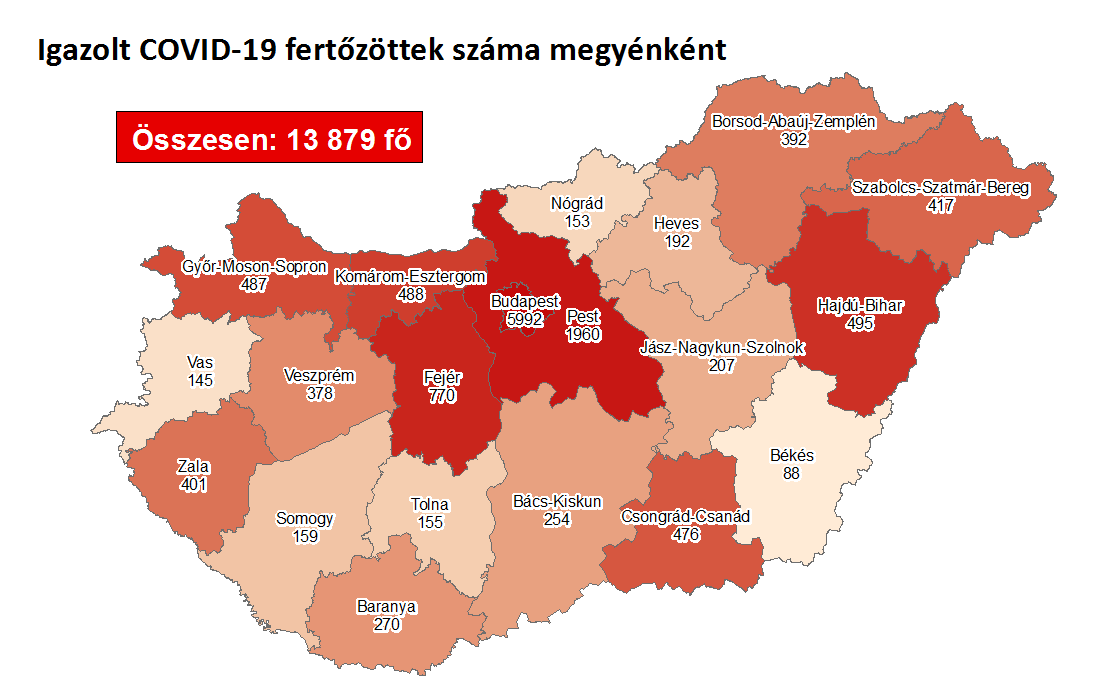 Igazolt COVID-19 fertőzöttek száma megyénként
Összesen: 13 879 fő
Borsod-Abaúj-Zemplén
392
Szabolcs-Szatmár-Bereg
417
Nógrád
153
Heves
192
Győr-Moson-Sopron
487
Komárom-Esztergom
488
Budapest
5992
Pest
1960
Hajdú-Bihar
495
Jász-Nagykun-Szolnok
207
Vas
145
Veszprém
378
Fejér
770
Zala
401
Békés
88
Somogy
159
Tolna
155
Bács-Kiskun
254
Csongrád-Csanád
476
Baranya
270